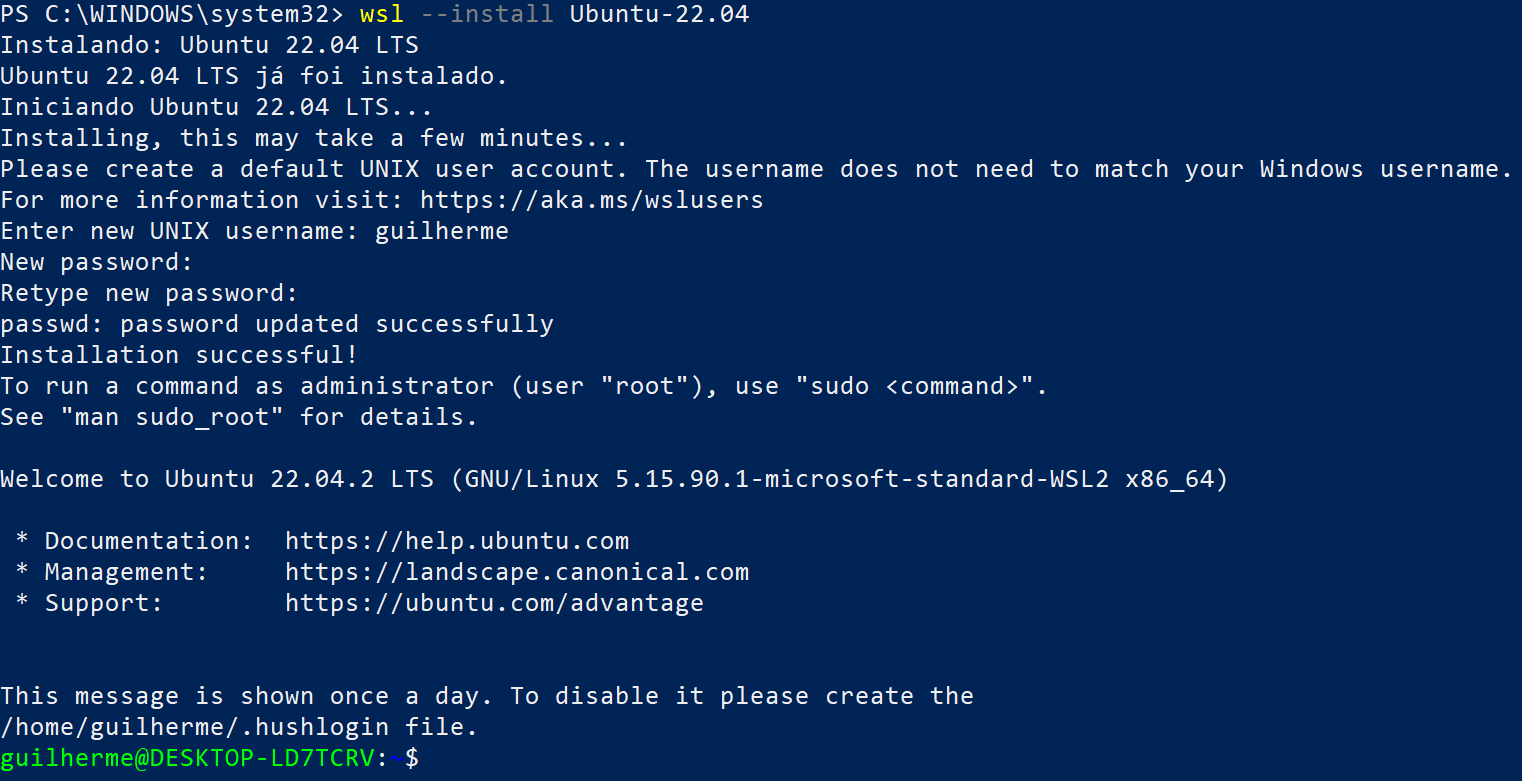 PS C:\WINDOWS\system32> wsl --install Ubuntu-22.04
Instalando: Ubuntu 22.04 LTS
Ubuntu 22.04 LTS já foi instalado.
Iniciando Ubuntu 22.04 LTS...
Installing, this may take a few minutes...
Please create a default UNIX user account. The username does not need to match your Windows username.
For more information visit: https://aka.ms/wslusers
Enter new UNIX username: guilherme
New password:
Retype new password:
passwd: password updated successfully
Installation successful!
To run a command as administrator (user "root"), use "sudo <command>".
See "man sudo_root" for details.

Welcome to Ubuntu 22.04.2 LTS (GNU/Linux 5.15.90.1-microsoft-standard-WSL2 x86_64)

 * Documentation:  https://help.ubuntu.com
 * Management:     https://landscape.canonical.com
 * Support:        https://ubuntu.com/advantage


This message is shown once a day. To disable it please create the
/home/guilherme/.hushlogin file.
guilherme@DESKTOP-LD7TCRV:~$